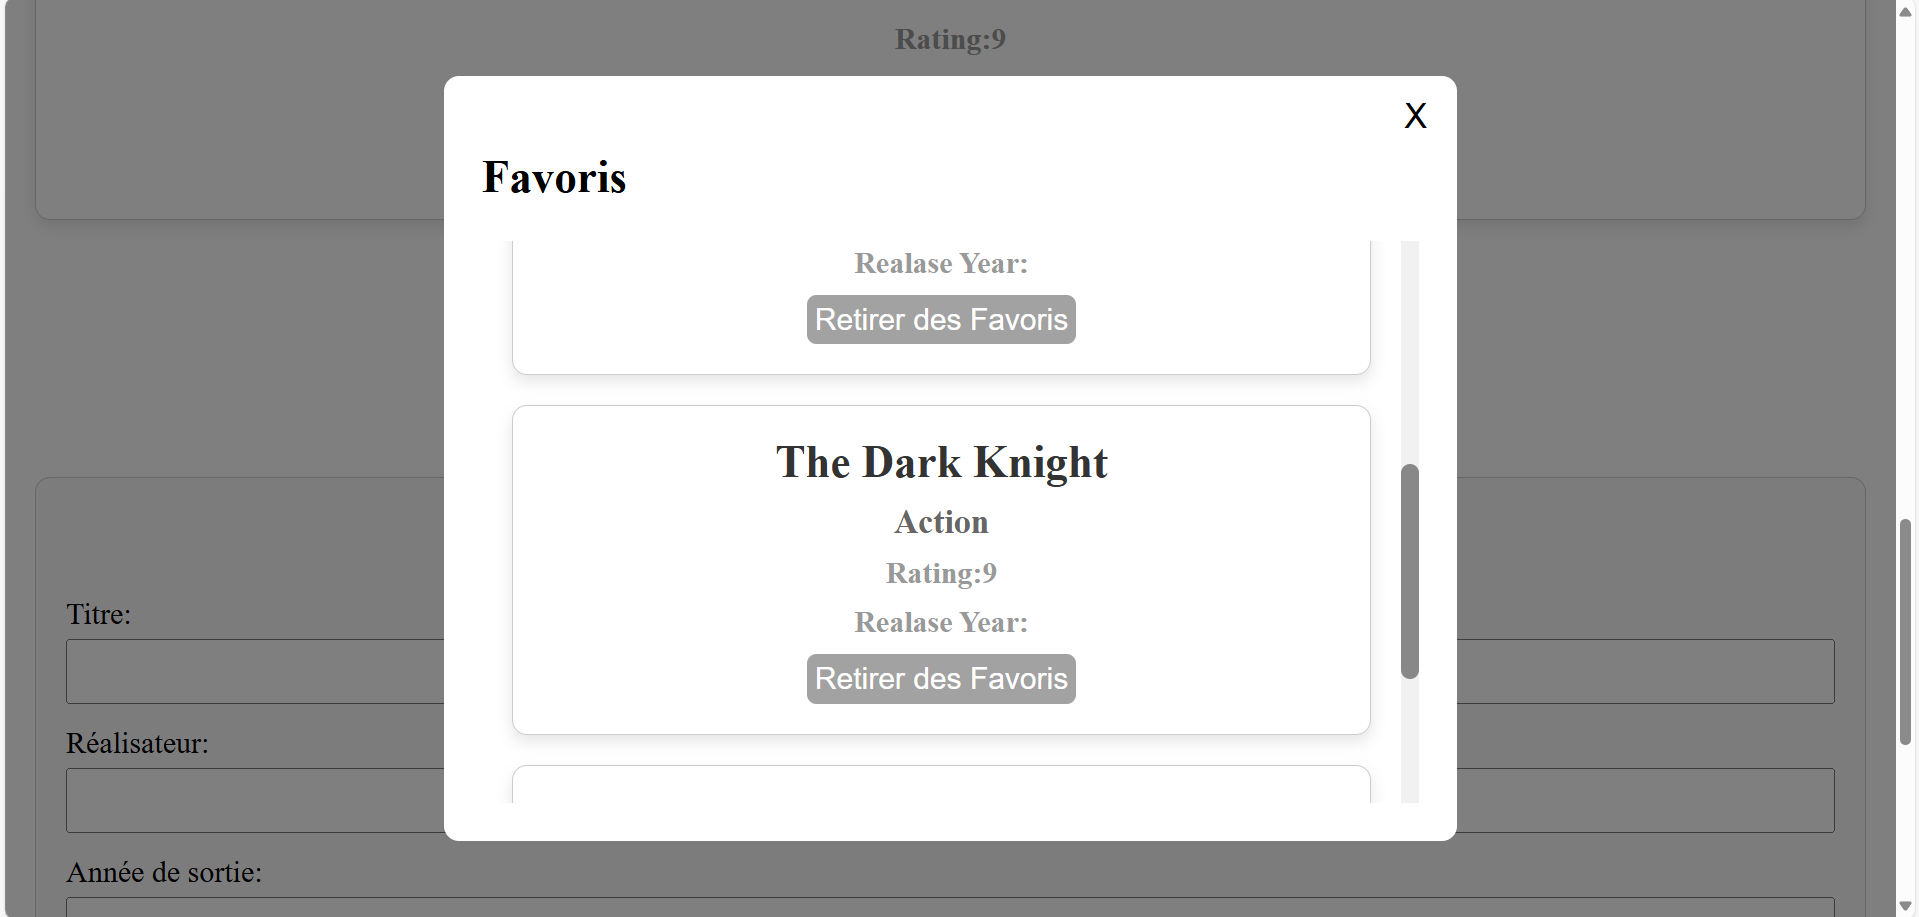 Rating:9
X
Favoris
Realase Year:
Retirer des Favoris
The Dark Knight
Action
Rating:9
Realase Year:
Retirer des Favoris
Titre:
Réalisateur:
Année de sortie: